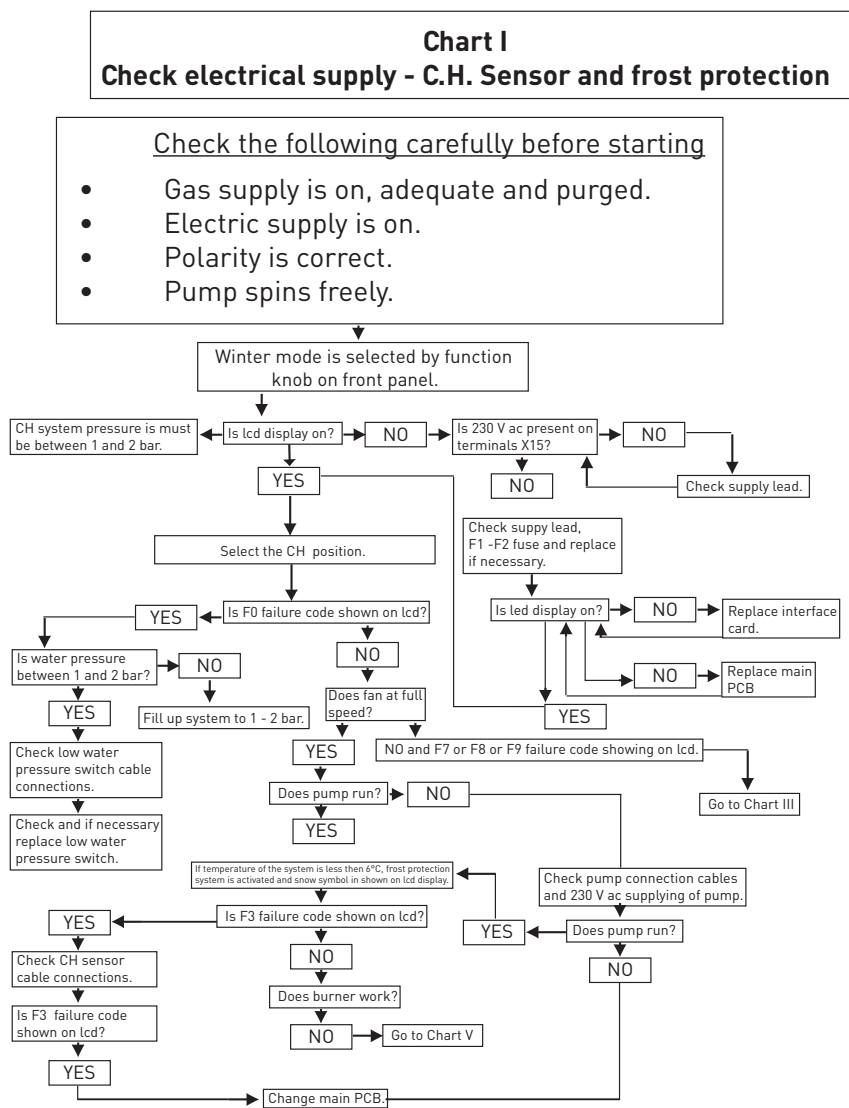 Chart I
Check electrical supply - C.H. Sensor and frost protection
Check the following carefully before starting
• Gas supply is on, adequate and purged.
• Electric supply is on.
• Polarity is correct.
• Pump spins freely.
Winter mode is selected by function
knob on front panel.
CH system pressure is must
be between 1 and 2 bar.
Is lcd display on?
NO
Is 230 V ac present on
terminals X15?
NO
YES
NO
Check supply lead.
Select the CH position.
Check suppy lead,
F1 -F2 fuse and replace
if necessary.
YES
Is F0 failure code shown on lcd?
Is led display on?
NO
Replace interface
card.
Is water pressure
between 1 and 2 bar?
NO
NO
NO
Replace main
PCB
YES
Fill up system to 1 - 2 bar.
Does fan at full
speed?
YES
Check low water
pressure switch cable
connections.
YES
NO and F7 or F8 or F9 failure code showing on lcd.
Does pump run?
NO
Go to Chart III
Check and if necessary
replace low water
pressure switch.
YES
If temperature of the system is less then 6°C, frost protection
system is activated and snow symbol in shown on lcd display.
Check pump connection cables
and 230 V ac supplying of pump.
YES
Is F3 failure code shown on lcd?
YES
Does pump run?
Check CH sensor
cable connections.
NO
NO
Does burner work?
Is F3 failure code
shown on lcd?
NO
Go to Chart V
YES
Change main PCB.